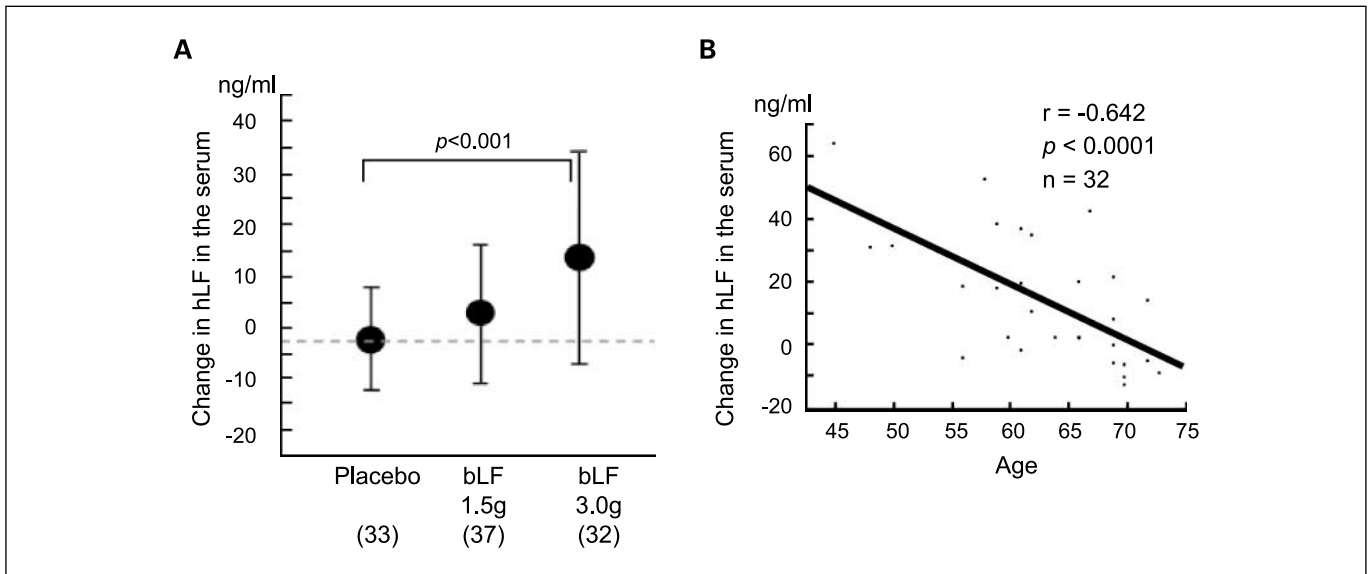 A
ng/ml
Change in hLF in the serum
40
30
20
10
0
-10
-20
p<0.001
Placebo bLF bLF
1.5g 3.0g
(33) (37) (32)
B
ng/ml
Change in hLF in the serum
60
40
20
0
-20
r = -0.642
p < 0.0001
n = 32
45 50 55 60 65 70 75
Age